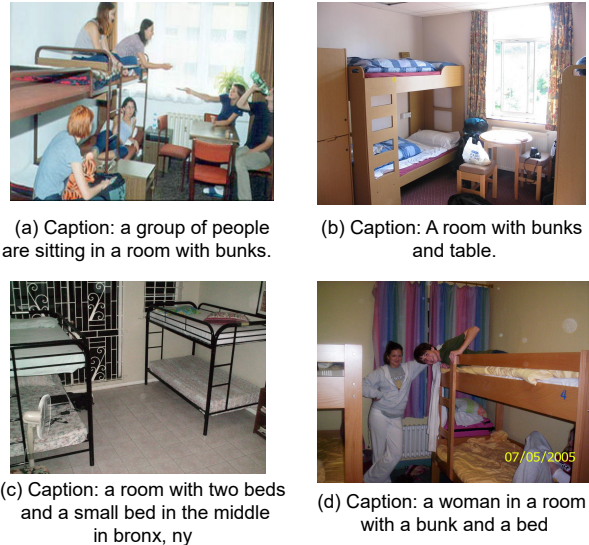 (a) Caption: a group of people
are sitting in a room with bunks.
(b) Caption: A room with bunks
and table.
07/05/2005
4
(c) Caption: a room with two beds
and a small bed in the middle
in bronx, ny
(d) Caption: a woman in a room
with a bunk and a bed